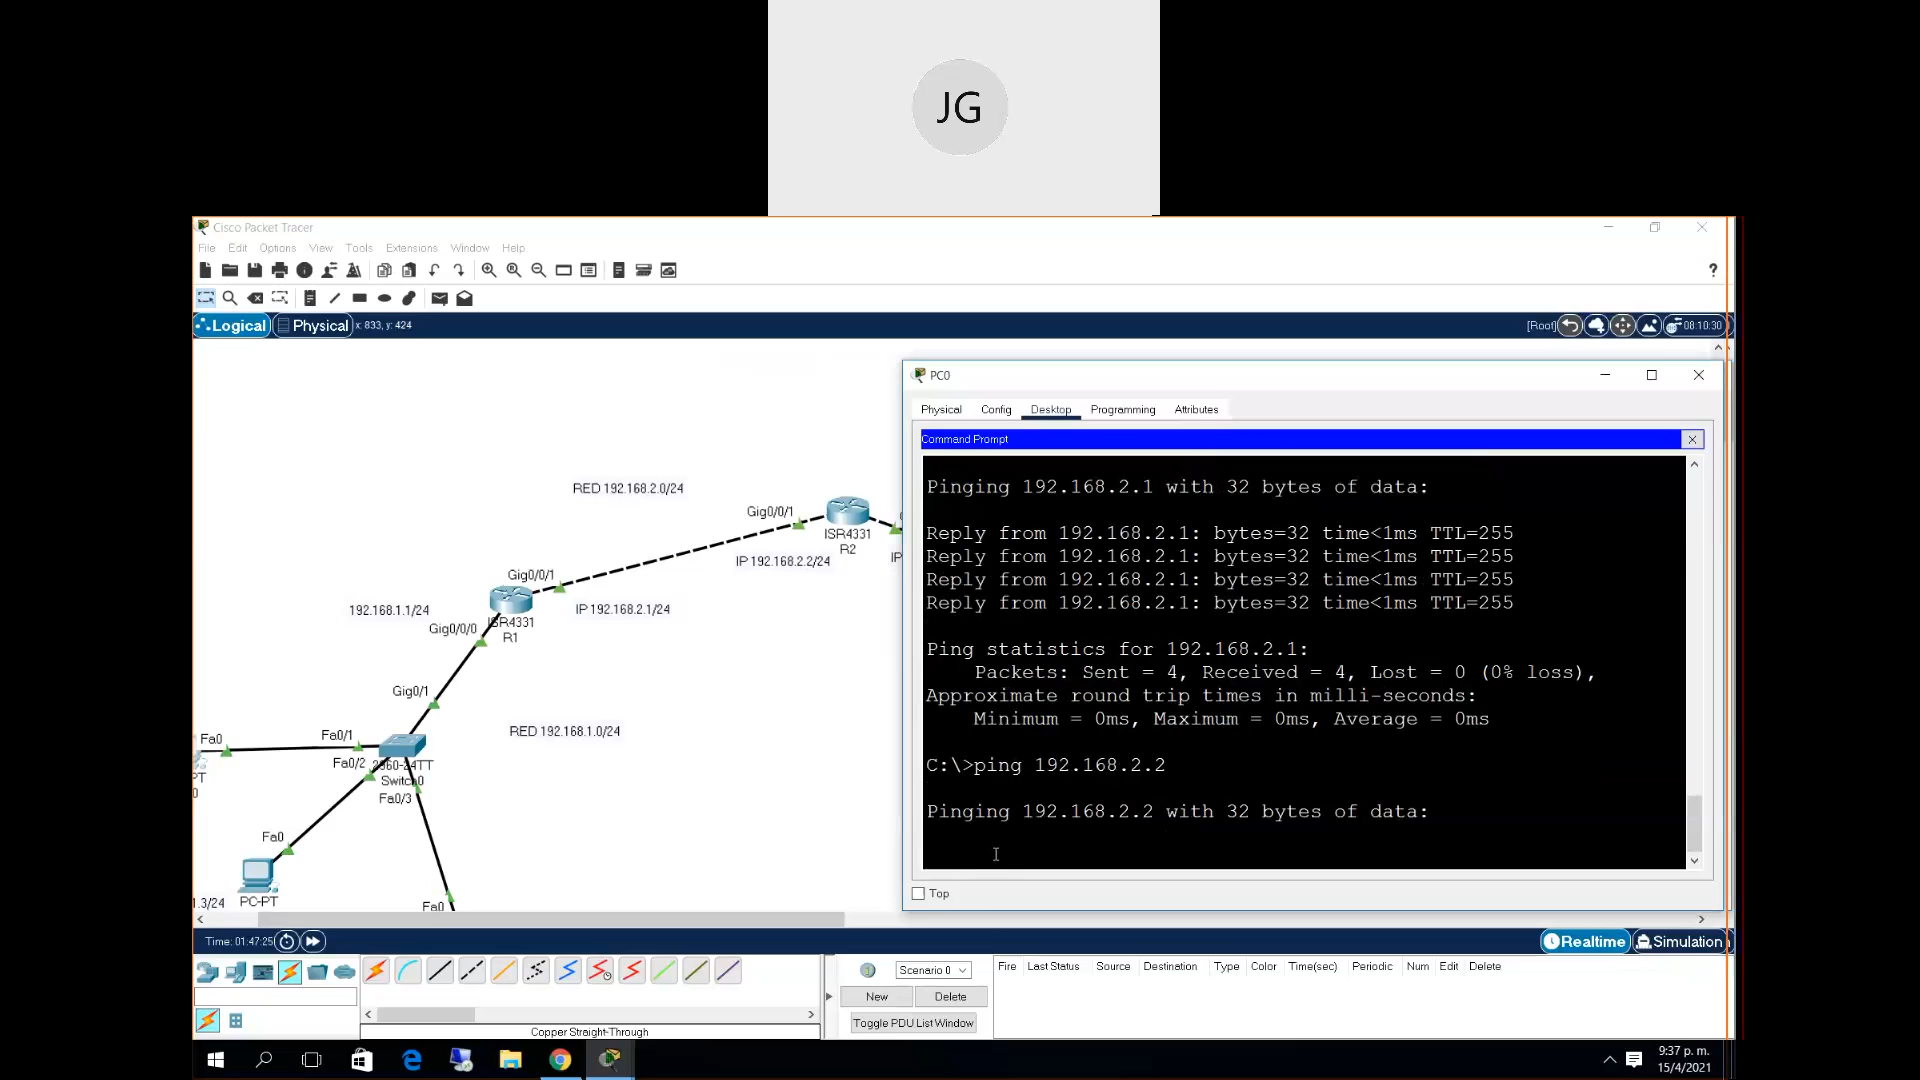 JG
Cisco Packet Tracer
File Edit Options View Tools Extensions Window Help
?
Logical Physical x: 833, y: 424
[Root] 08:10:30
RED 192.168.2.0/24
Gig0/0/1
ISR4331
R2
IP 192.168.2.2/24
IP
Gig0/0/1
192.168.1.1/24
IP 192.168.2.1/24
ISR4331
R1
Gig0/0/0
Gig0/1
RED 192.168.1.0/24
Fa0
Fa0/1
Fa0/2
2960-24TT
Switch0
Fa0/3
PT
0
Fa0
1.3/24
PC-PT
Fa0
PC0
Physical Config Desktop Programming Attributes
Command Prompt X
Pinging 192.168.2.1 with 32 bytes of data:
Reply from 192.168.2.1: bytes=32 time<1ms TTL=255
Reply from 192.168.2.1: bytes=32 time<1ms TTL=255
Reply from 192.168.2.1: bytes=32 time<1ms TTL=255
Reply from 192.168.2.1: bytes=32 time<1ms TTL=255
Ping statistics for 192.168.2.1:
Packets: Sent = 4, Received = 4, Lost = 0 (0% loss),
Approximate round trip times in milli-seconds:
Minimum = 0ms, Maximum = 0ms, Average = 0ms
C:\>ping 192.168.2.2
Pinging 192.168.2.2 with 32 bytes of data:
Top
Time: 01:47:25
Realtime Simulation
Scenario 0
New Delete
Toggle PDU List Window
Fire Last Status Source Destination Type Color Time(sec) Periodic Num Edit Delete
Copper Straight-Through
9:37 p. m.
15/4/2021